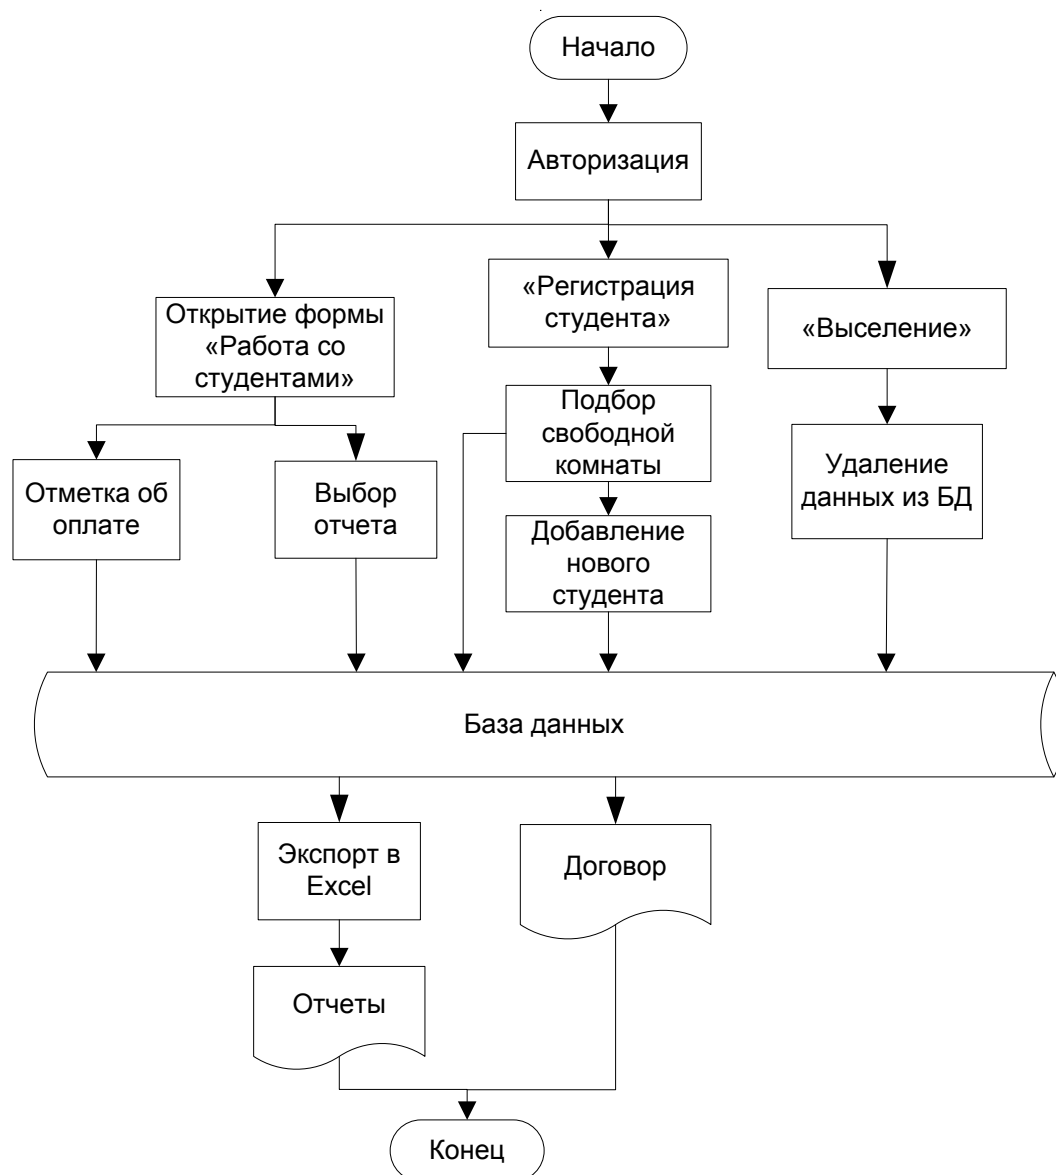 Начало
Авторизация
Открытие формы
«Работа со
студентами»
«Регистрация
студента»
«Выселение»
Подбор
свободной
комнаты
Отметка об
оплате
Выбор
отчета
Удаление
данных из БД
Добавление
нового
студента
База данных
Экспорт в
Excel
Договор
Отчеты
Конец